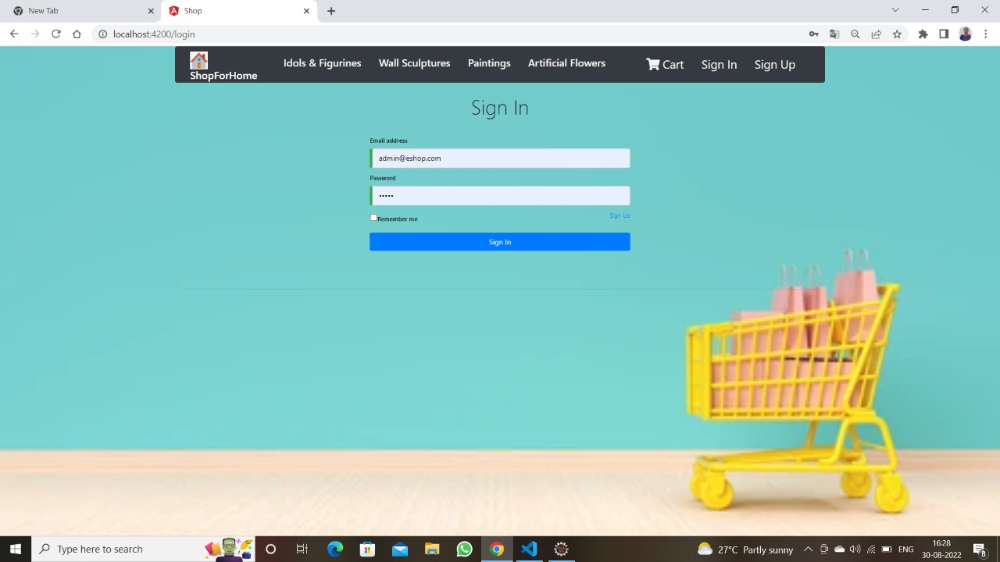 New Tab
Shop
localhost:4200/login
ShopForHome
Idols & Figurines
Wall Sculptures
Paintings
Artificial Flowers
Cart
Sign In
Sign Up
Sign In
Email address
admin@eshop.com
Password
•••••
Remember me
Sign Up
Sign In
Type here to search
27°C Partly sunny
ENG
16:28
30-08-2022
8